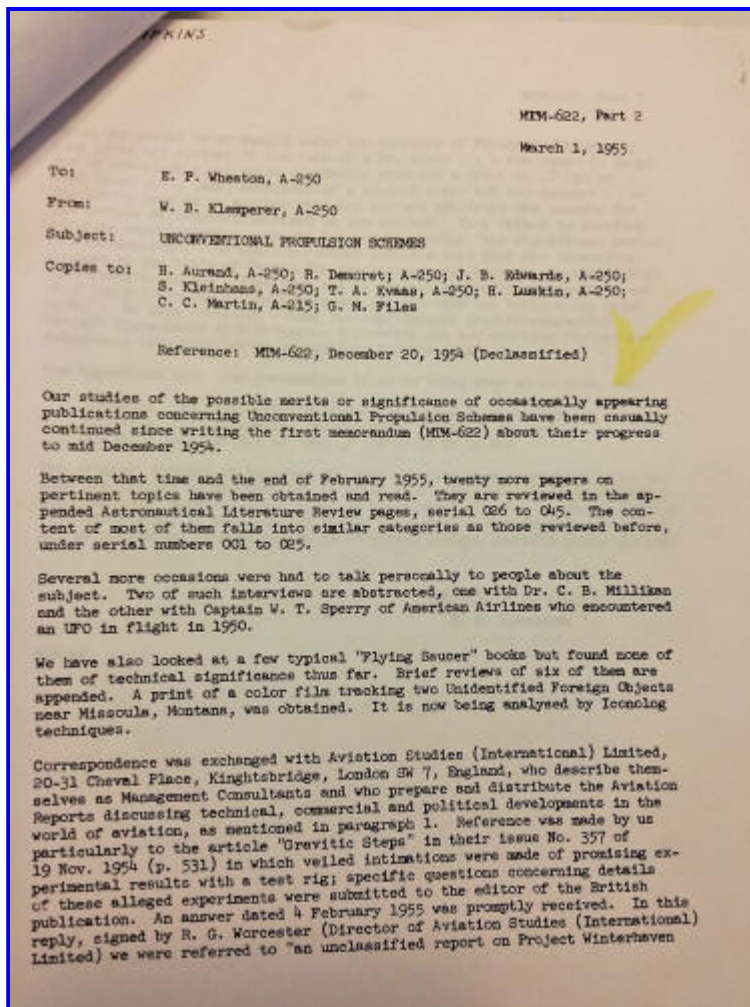 PKINS
MTM-622, Part 2
March 1, 1955
To: E. P. Wheaton, A-250
From: W. B. Klemperer, A-250
Subject: UNCONVENTIONAL PROPULSION SCHEMES
Copies to: H. Aurand, A-250; R. Demoret; A-250; J. B. Edwards, A-250;
S. Kleinhans, A-250; T. A. Kvaas, A-250; H. Luskin, A-250;
C. C. Martin, A-215; G. M. Files
Reference: MTM-622, December 20, 1954 (Declassified)
Our studies of the possible merits or significance of occasionally appearing
publications concerning Unconventional Propulsion Schemes have been casually
continued since writing the first memorandum (MTM-622) about their progress
to mid December 1954.
Between that time and the end of February 1955, twenty more papers on
pertinent topics have been obtained and read. They are reviewed in the ap-
pended Astronautical Literature Review pages, serial 026 to 045. The con-
tent of most of them falls into similar categories as those reviewed before,
under serial numbers 001 to 025.
Several more occasions were had to talk personally to people about the
subject. Two of such interviews are abstracted, one with Dr. C. B. Millikan
and the other with Captain W. T. Sperry of American Airlines who encountered
an UFO in flight in 1950.
We have also looked at a few typical "Flying Saucer" books but found none of
them of technical significance thus far. Brief reviews of six of them are
appended. A print of a color film tracking two Unidentified Foreign Objects
near Missoula, Montana, was obtained. It is now being analysed by Iconolog
techniques.
Correspondence was exchanged with Aviation Studies (International) Limited,
20-31 Cheval Place, Kinghtsbridge, London SW 7, England, who describe them-
selves as Management Consultants and who prepare and distribute the Aviation
Reports discussing technical, commercial and political developments in the
world of aviation, as mentioned in paragraph 1. Reference was made by us
particularly to the article "Gravitic Steps" in their issue No. 357 of
19 Nov. 1954 (p. 531) in which veiled intimations were made of promising ex-
perimental results with a test rig; specific questions concerning details
of these alleged experiments were submitted to the editor of the British
publication. An answer dated 4 February 1955 was promptly received. In this
reply, signed by R. G. Worcester (Director of Aviation Studies (International)
Limited) we were referred to "an unclassified report on Project Winterhaven